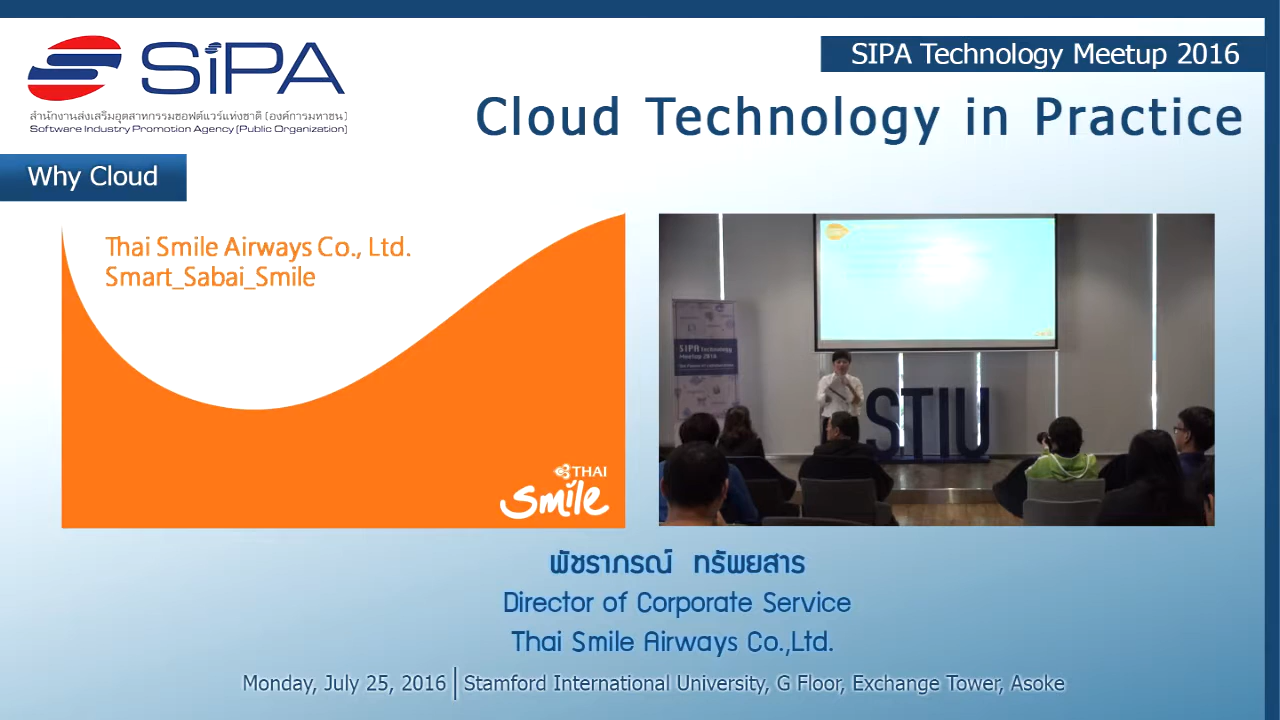 SiPA
สำนักงานส่งเสริมอุตสาหกรรมซอฟต์แวร์แห่งชาติ (องค์การมหาชน)
Software Industry Promotion Agency (Public Organization)
SIPA Technology Meetup 2016
Cloud Technology in Practice
Why Cloud
Thai Smile Airways Co., Ltd.
Smart_Sabai_Smile
THAI
Smile
SIPA Technology
Meetup 2016
STIU
พัชราภรณ์ ทรัพยสาร
Director of Corporate Service
Thai Smile Airways Co.,Ltd.
Monday, July 25, 2016 | Stamford International University, G Floor, Exchange Tower, Asoke